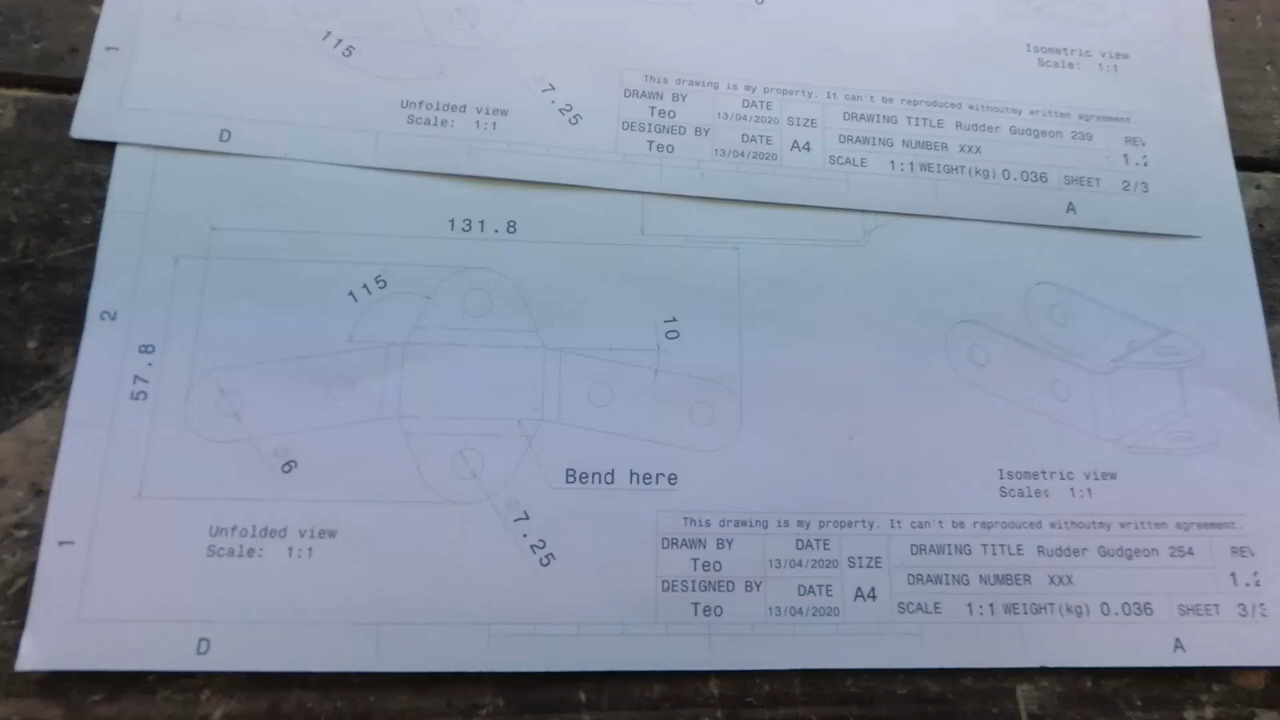 1
115
7.25
Unfolded view
Scale: 1:1
D
Isometric view
Scale: 1:1
This drawing is my property. It can't be reproduced withoutmy written agreement.
DRAWN BY
Teo
DATE
13/04/2020
DESIGNED BY
Teo
DATE
13/04/2020
SIZE
A4
DRAWING TITLE Rudder Gudgeon 239
DRAWING NUMBER XXX
SCALE 1:1 WEIGHT(kg) 0.036 SHEET 2/3
A
131.8
115
10
2
57.8
6
Bend here
7.25
Unfolded view
Scale: 1:1
1
D
Isometric view
Scale: 1:1
This drawing is my property. It can't be reproduced withoutmy written agreement.
DRAWN BY
Teo
DATE
13/04/2020
DESIGNED BY
Teo
DATE
13/04/2020
SIZE
A4
DRAWING TITLE Rudder Gudgeon 254
DRAWING NUMBER XXX
SCALE 1:1 WEIGHT(kg) 0.036 SHEET 3/3
A